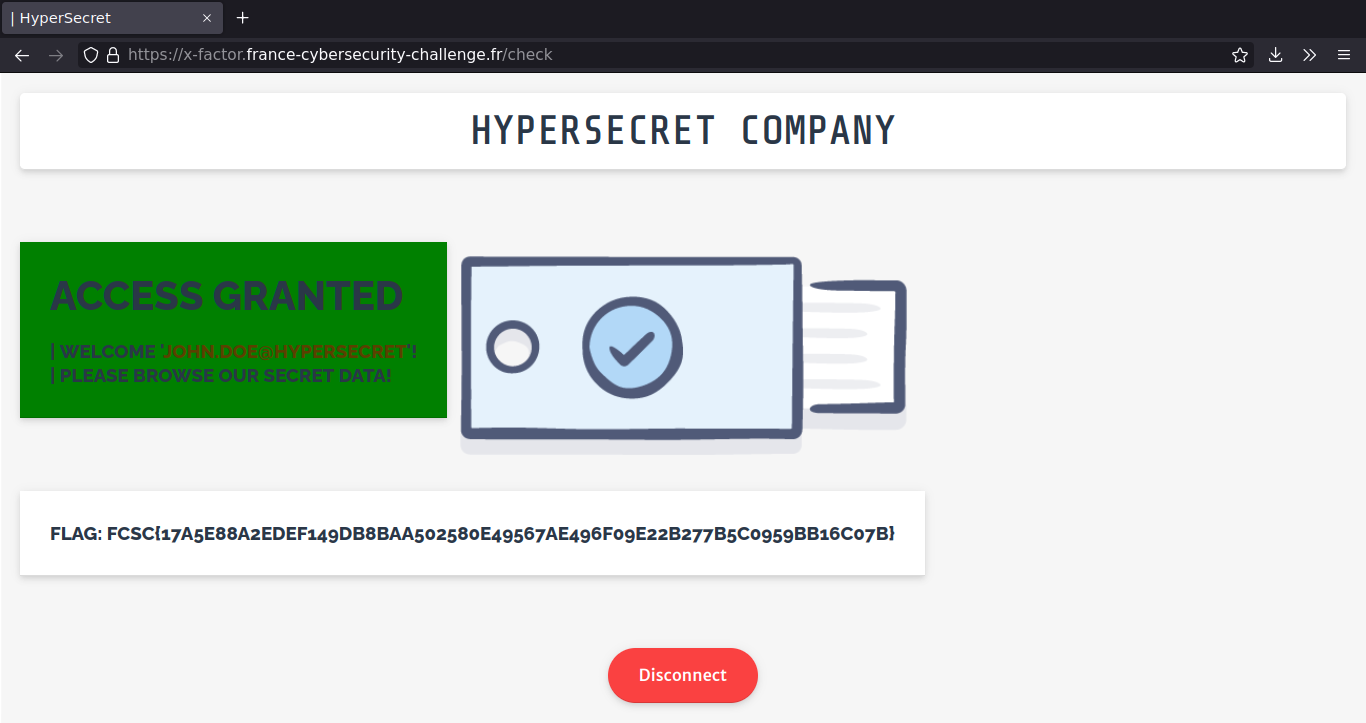 | HyperSecret
https://x-factor.france-cybersecurity-challenge.fr/check
HYPERSECRET COMPANY
ACCESS GRANTED
| WELCOME 'JOHN.DOE@HYPERSECRET'!
| PLEASE BROWSE OUR SECRET DATA!
FLAG: FCSC{17A5E88A2EDEF149DB8BAA502580E49567AE496F09E22B277B5C0959BB16C07B}
Disconnect